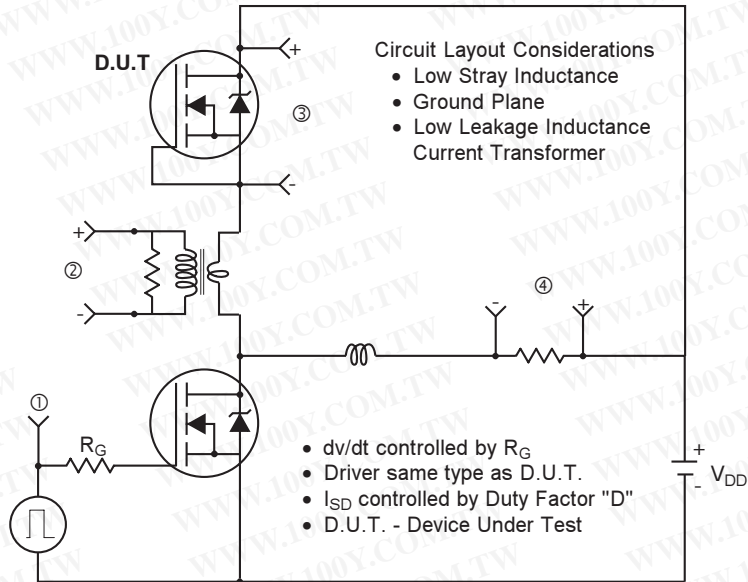 D.U.T
+
-
③
Circuit Layout Considerations
• Low Stray Inductance
• Ground Plane
• Low Leakage Inductance
Current Transformer
+
②
-
-
④
+
①
R_G
• dv/dt controlled by R_G
• Driver same type as D.U.T.
• I_SD controlled by Duty Factor "D"
• D.U.T. - Device Under Test
+
-
V_DD
WWW.100Y.COM.TW